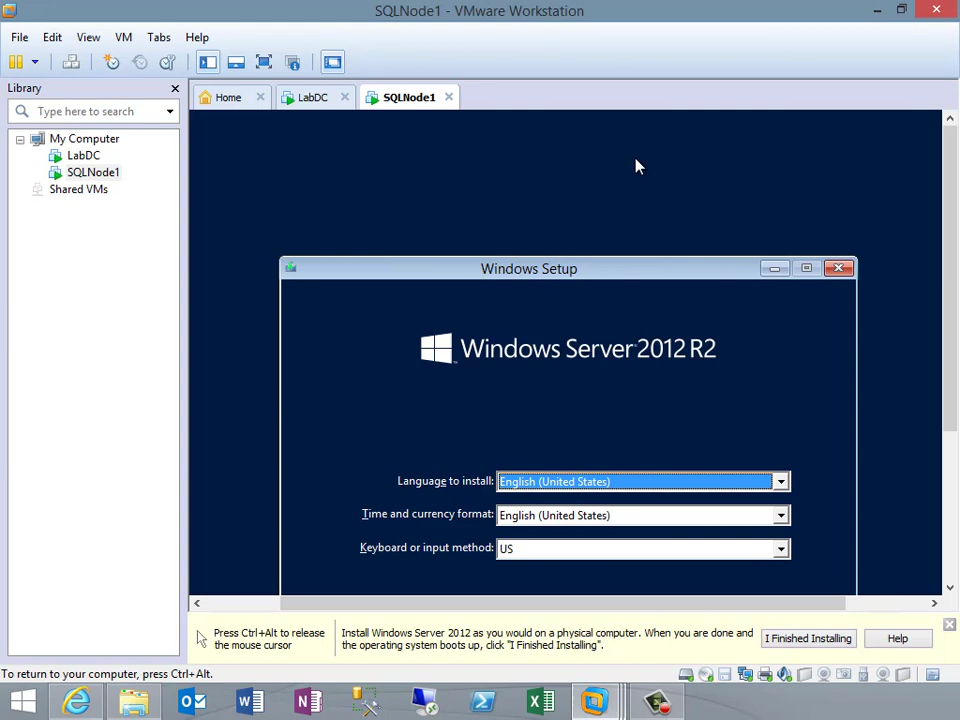 SQLNode1 - VMware Workstation
File Edit View VM Tabs Help
Library
Type here to search
My Computer
LabDC
SQLNode1
Shared VMs
Home
LabDC
SQLNode1
Windows Setup
Windows Server 2012 R2
Language to install: English (United States)
Time and currency format: English (United States)
Keyboard or input method: US
Press Ctrl+Alt to release
the mouse cursor
Install Windows Server 2012 as you would on a physical computer. When you are done and
the operating system boots up, click "I Finished Installing".
I Finished Installing
Help
To return to your computer, press Ctrl+Alt.